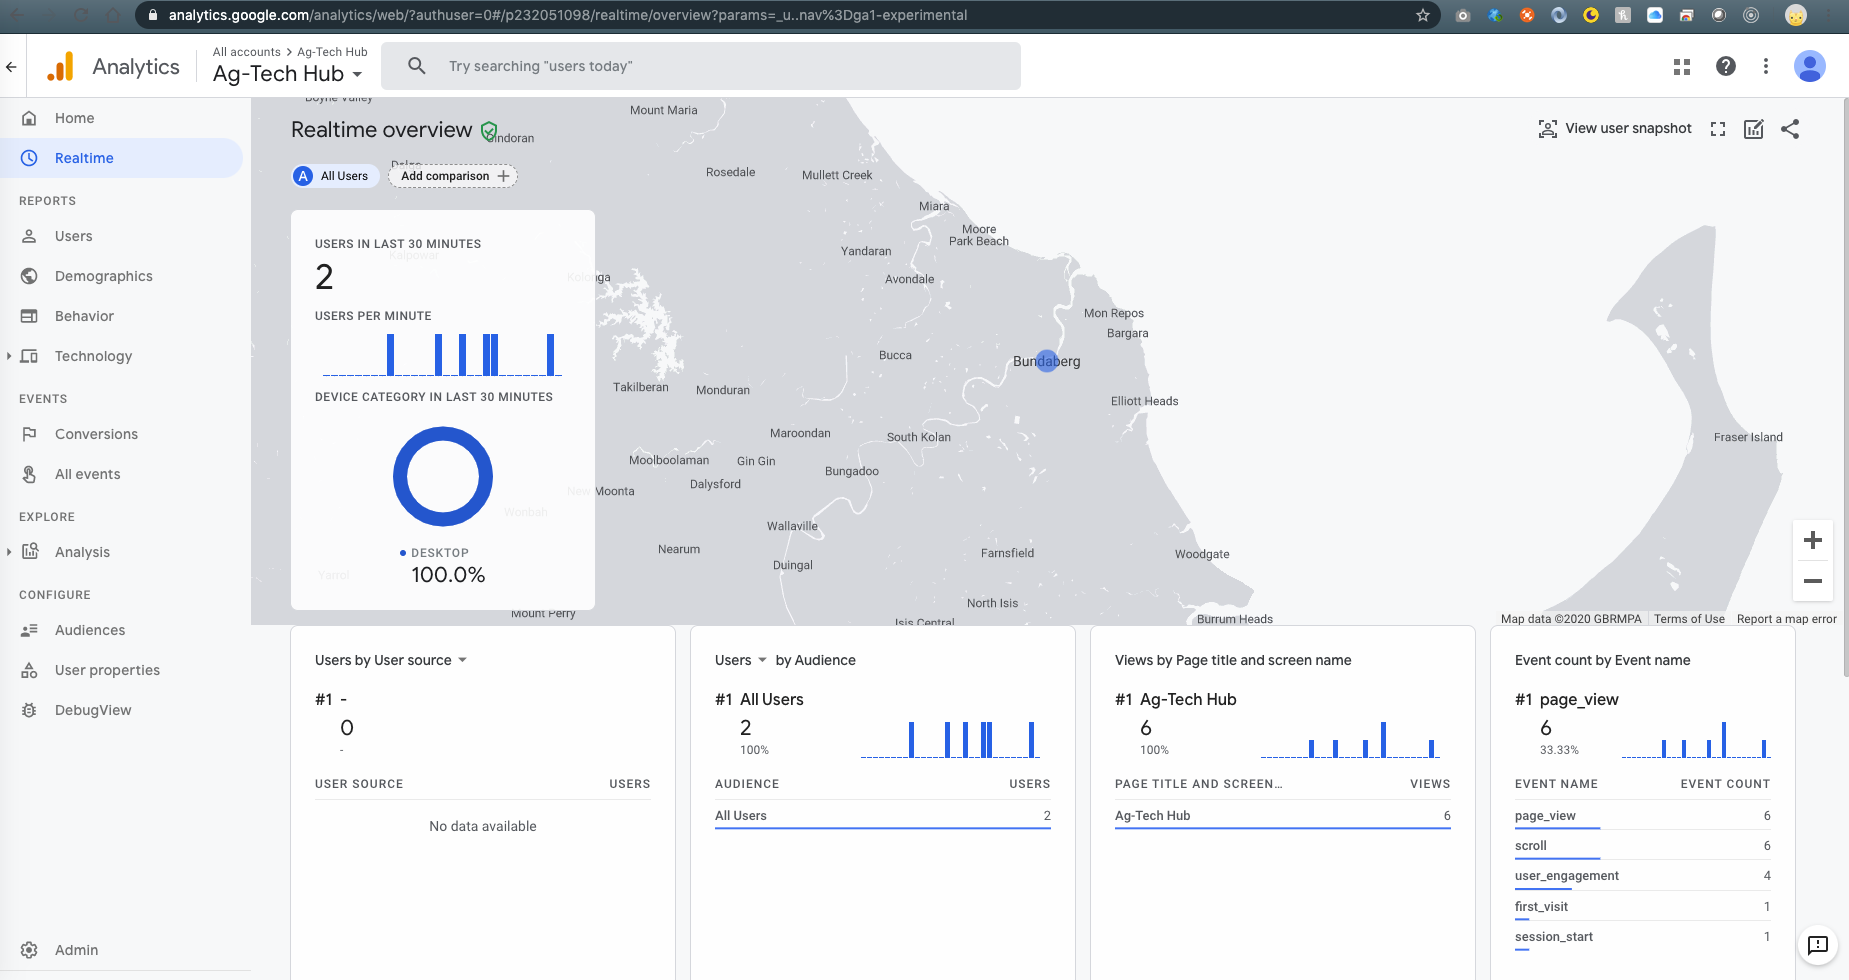 analytics.google.com/analytics/web/?authuser=0#/p232051098/realtime/overview?params=_u..nav%3Dga1-experimental
Analytics
All accounts > Ag-Tech Hub
Ag-Tech Hub
Try searching "users today"
Home
Realtime
REPORTS
Users
Demographics
Behavior
Technology
EVENTS
Conversions
All events
EXPLORE
Analysis
CONFIGURE
Audiences
User properties
DebugView
Admin
Realtime overview
View user snapshot
A All Users
Add comparison
USERS IN LAST 30 MINUTES
2
USERS PER MINUTE
DEVICE CATEGORY IN LAST 30 MINUTES
DESKTOP
100.0%
Boyne Valley
Mount Maria
Gindoran
Rosedale
Mullett Creek
Miara
Moore
Park Beach
Yandaran
Kalpowar
Kolonga
Avondale
Mon Repos
Bargara
Bucca
Bundaberg
Takilberan
Monduran
Elliott Heads
Maroondan
South Kolan
Fraser Island
Moolboolaman
Gin Gin
Bungadoo
Dalysford
New Moonta
Wonbah
Wallaville
Nearum
Farnsfield
Woodgate
Duingal
Yarrol
North Isis
Mount Perry
Isis Central
Burrum Heads
Map data ©2020 GBRMPA
Terms of Use
Report a map error
Users by User source
#1 -
0
-
USER SOURCE USERS
No data available
Users by Audience
#1 All Users
2
100%
AUDIENCE USERS
All Users 2
Views by Page title and screen name
#1 Ag-Tech Hub
6
100%
PAGE TITLE AND SCREEN... VIEWS
Ag-Tech Hub 6
Event count by Event name
#1 page_view
6
33.33%
EVENT NAME EVENT COUNT
page_view 6
scroll 6
user_engagement 4
first_visit 1
session_start 1